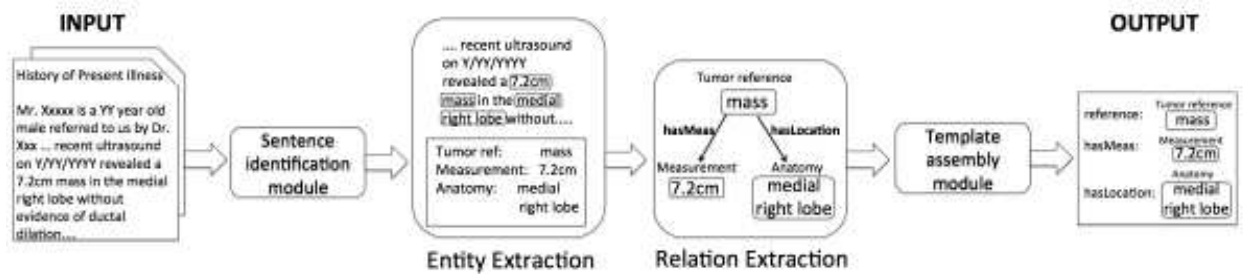 INPUT
History of Present illness
Mr. Xxxxx is a YY year old
male referred to us by Dr.
Xxx ... recent ultrasound
on Y/YY/YYYY revealed a
7.2cm mass in the medial
right lobe without
evidence of ductal
dilation....
Sentence
identification
module
.... recent ultrasound
on Y/YY/YYYY
revealed a 7.2cm
mass in the medial
right lobe without....
Tumor ref: mass
Measurement: 7.2cm
Anatomy: medial
right lobe
Entity Extraction
Tumor reference
mass
hasMeas hasLocation
Measurement Anatomy
7.2cm medial
right lobe
Relation Extraction
Template
assembly
module
OUTPUT
Tumor reference
reference: mass
Measurement
hasMeas: 7.2cm
Anatomy
hasLocation: medial
right lobe